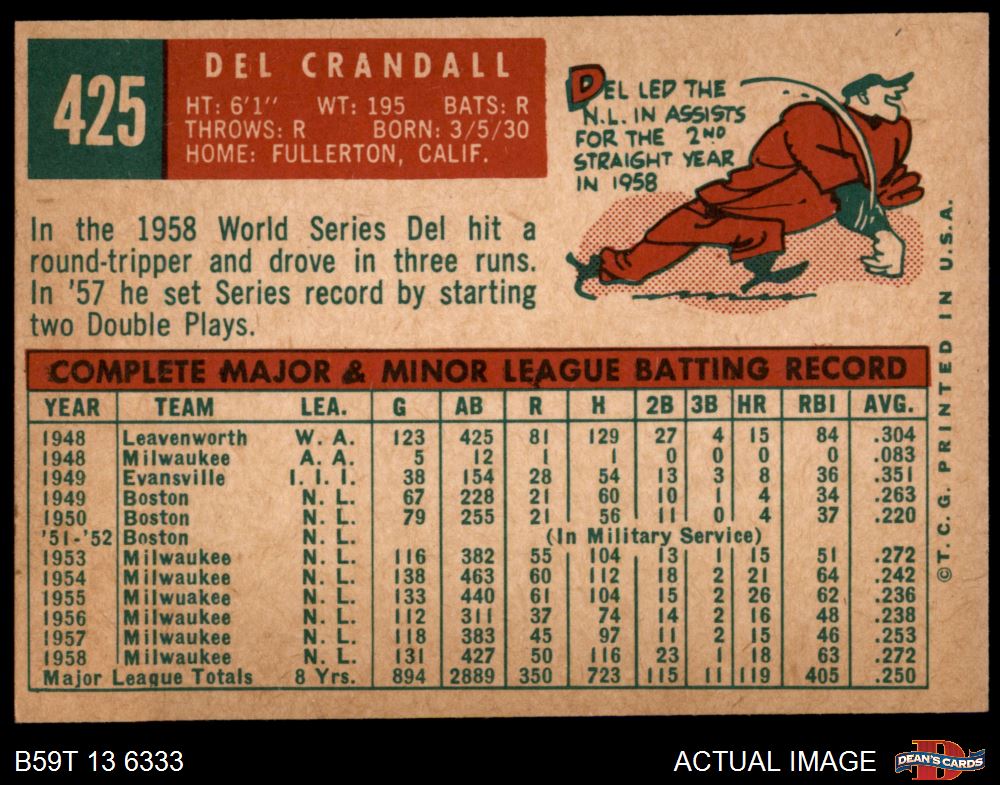 425
DEL CRANDALL
HT: 6'1" WT: 195 BATS: R
THROWS: R BORN: 3/5/30
HOME: FULLERTON, CALIF.
DEL LED THE
N.L. IN ASSISTS
FOR THE 2ND
STRAIGHT YEAR
IN 1958
In the 1958 World Series Del hit a
round-tripper and drove in three runs.
In '57 he set Series record by starting
two Double Plays.
COMPLETE MAJOR & MINOR LEAGUE BATTING RECORD
YEAR TEAM LEA. G AB R H 2B 3B HR RBI AVG.
1948 Leavenworth W. A. 123 425 81 129 27 4 15 84 .304
1948 Milwaukee A. A. 5 12 1 1 0 0 0 0 .083
1949 Evansville I. I. I. 38 154 28 54 13 3 8 36 .351
1949 Boston N. L. 67 228 21 60 10 1 4 34 .263
1950 Boston N. L. 79 255 21 56 11 0 4 37 .220
'51-'52 Boston N. L. (In Military Service)
1953 Milwaukee N. L. 116 382 55 104 13 1 15 51 .272
1954 Milwaukee N. L. 138 463 60 112 18 2 21 64 .242
1955 Milwuakee N. L. 133 440 61 104 15 2 26 62 .236
1956 Milwaukee N. L. 112 311 37 74 14 2 16 48 .238
1957 Milwaukee N. L. 118 383 45 97 11 2 15 46 .253
1958 Milwaukee N. L. 131 427 50 116 23 1 18 63 .272
Major League Totals 8 Yrs. 894 2889 350 723 115 11 119 405 .250
© T. C. G. PRINTED IN U.S.A.
B59T 13 6333
ACTUAL IMAGE
DEAN'S CARDS